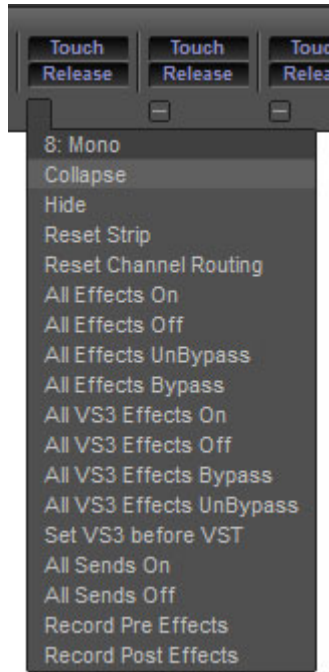 Touch Touch Touc
Release Release Relea
8: Mono
Collapse
Hide
Reset Strip
Reset Channel Routing
All Effects On
All Effects Off
All Effects UnBypass
All Effects Bypass
All VS3 Effects On
All VS3 Effects Off
All VS3 Effects Bypass
All VS3 Effects UnBypass
Set VS3 before VST
All Sends On
All Sends Off
Record Pre Effects
Record Post Effects